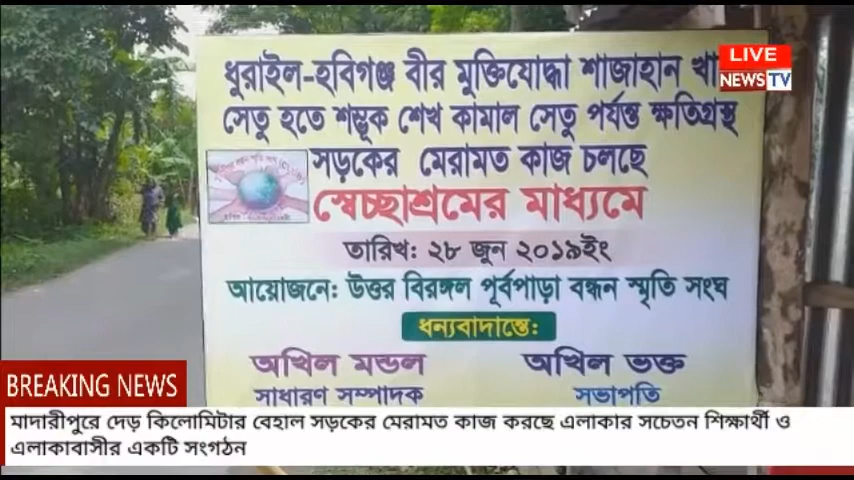 LIVE
NEWS TV
ধুরাইল-হবিগঞ্জ বীর মুক্তিযোদ্ধা শাজাহান
সেতু হতে শম্ভুক শেখ কামাল সেতু পর্যন্ত ক্ষতিগ্রস্থ
সড়কের মেরামত কাজ চলছে
স্বেচ্ছাশ্রমের মাধ্যমে
তারিখ: ২৮ জুন ২০১৯ইং
আয়োজনে: উত্তর বিরঙ্গল পূর্বপাড়া বন্ধন স্মৃতি সংঘ
ধন্যবাদান্তে:
অখিল মন্ডল
সাধারণ সম্পাদক
অখিল ভক্ত
সভাপতি
BREAKING NEWS
মাদারীপুরে দেড় কিলোমিটার বেহাল সড়কের মেরামত কাজ করছে এলাকার সচেতন শিক্ষার্থী ও
এলাকাবাসীর একটি সংগঠন